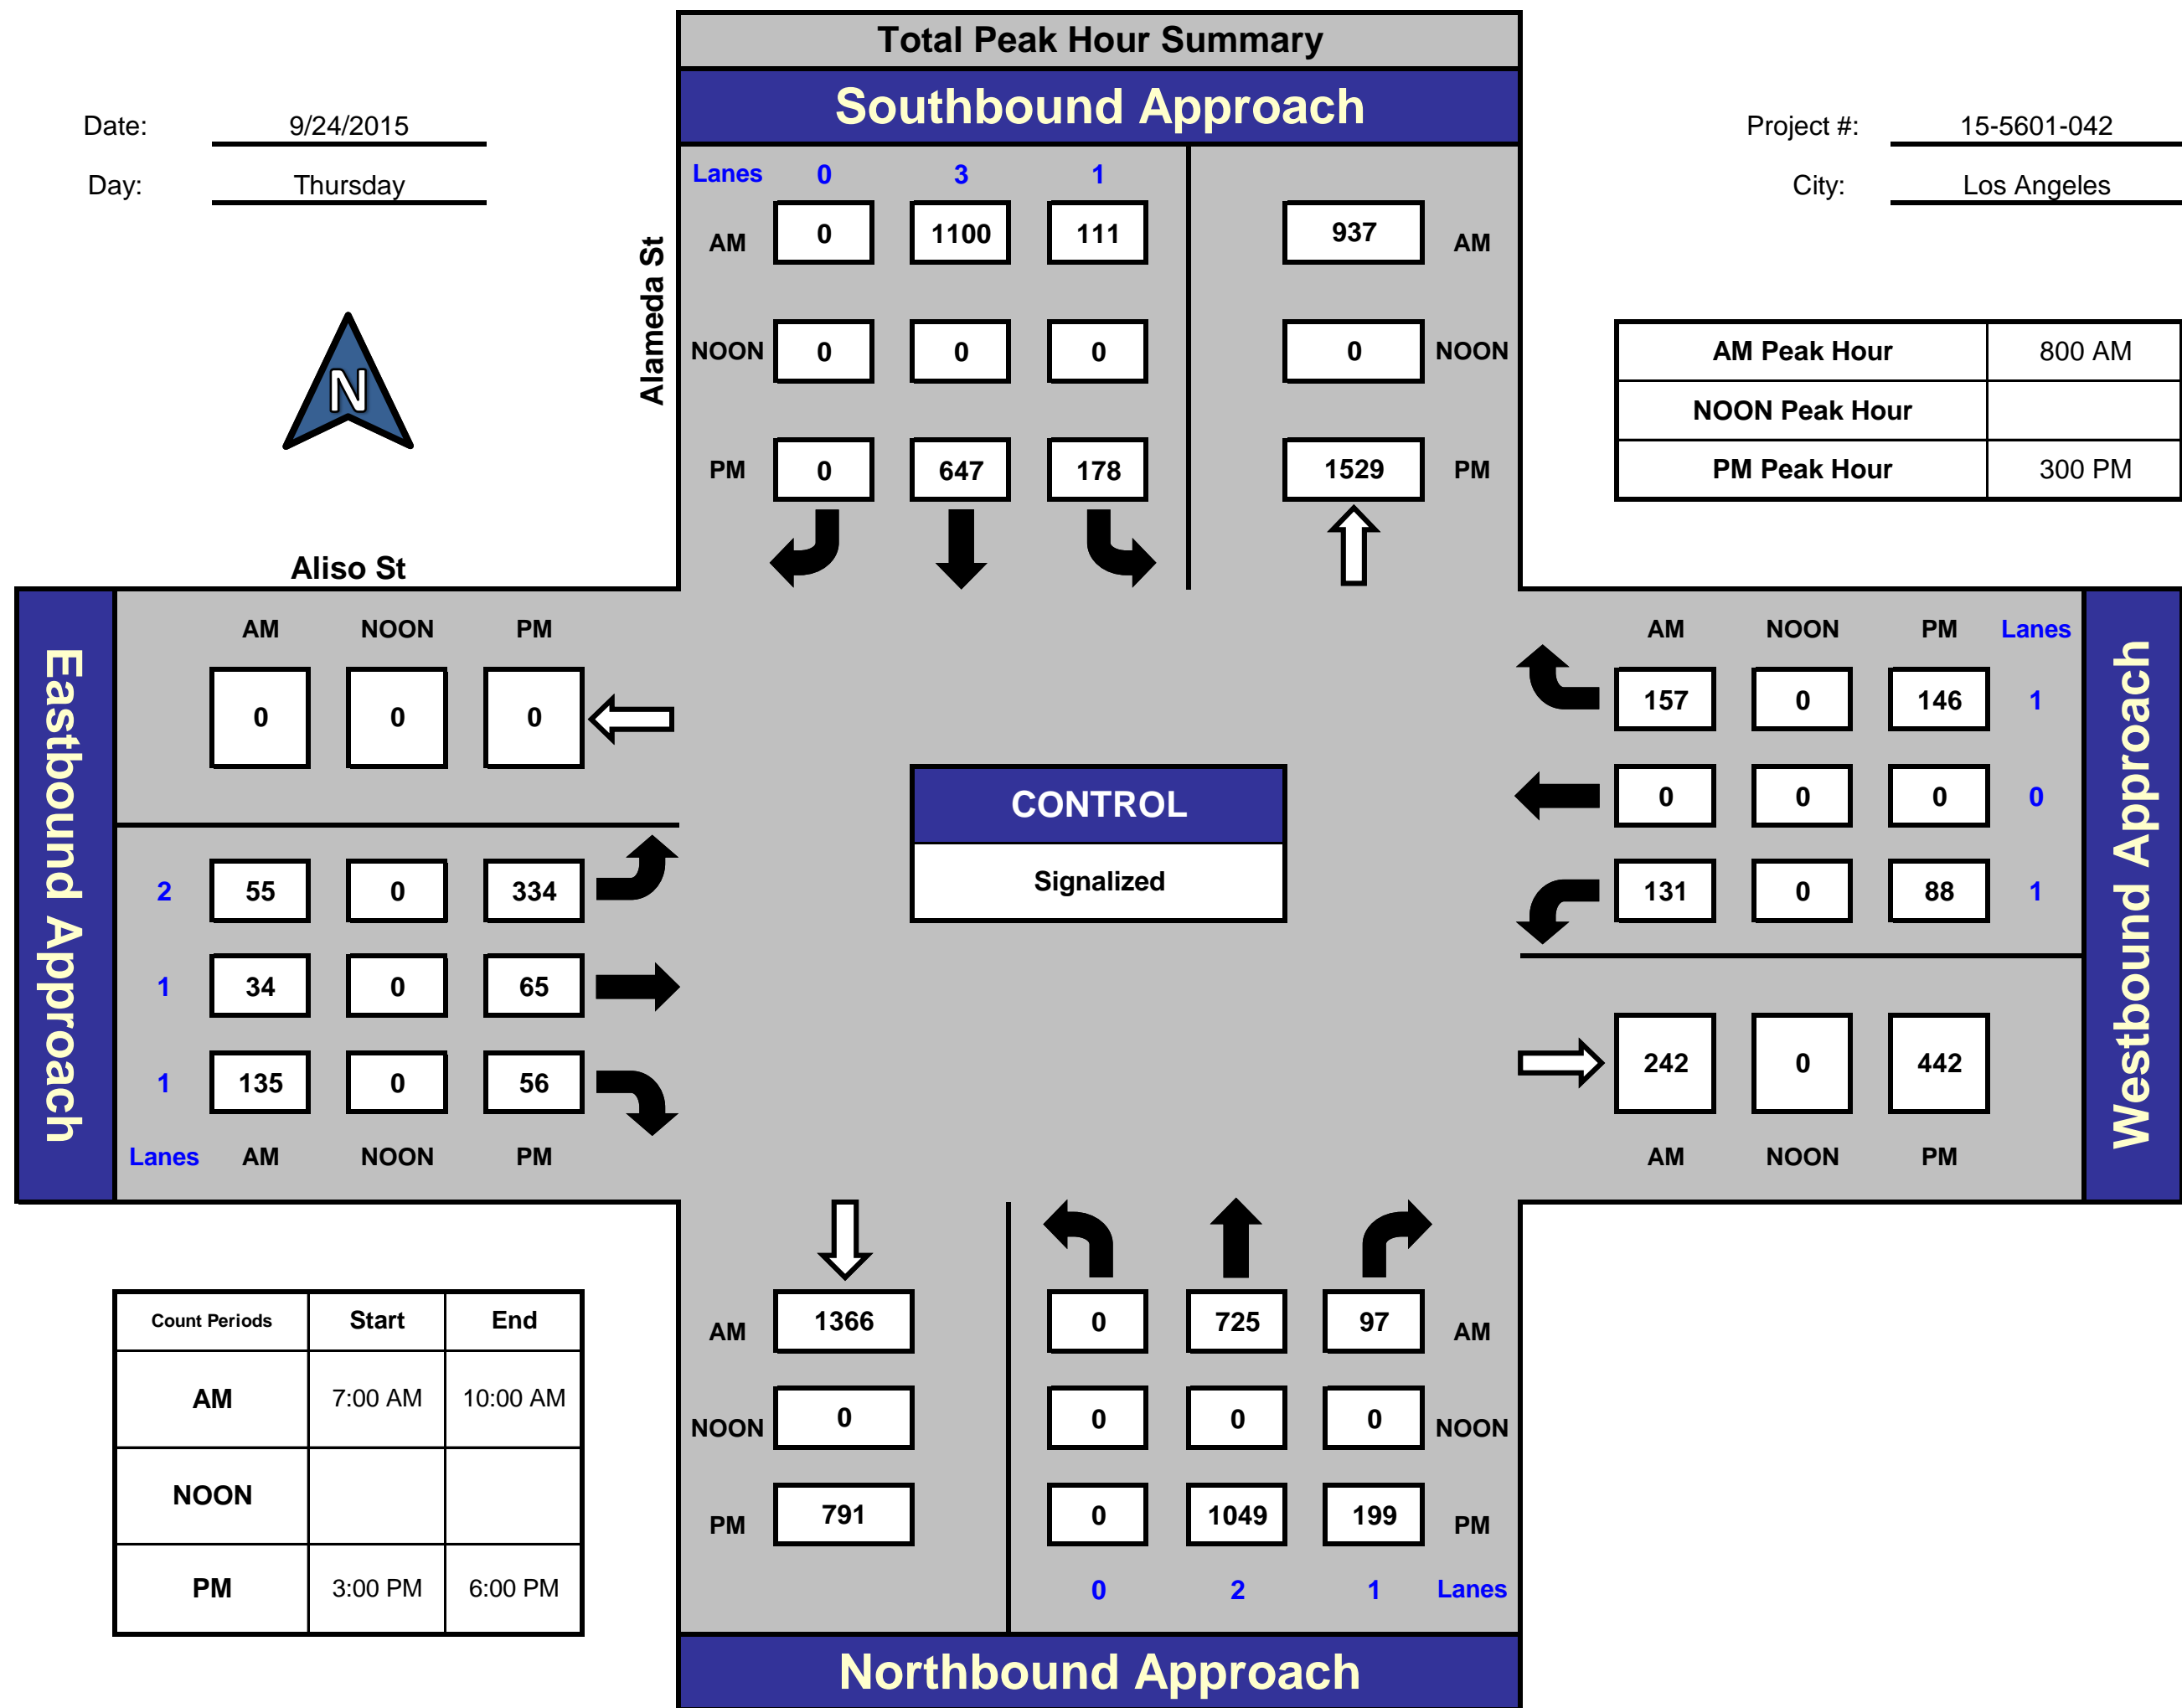 Total Peak Hour Summary
Southbound Approach
Date: 9/24/2015
Day: Thursday
Project #: 15-5601-042
City: Los Angeles
N
Alameda St
Lanes 0 3 1
AM 0 1100 111 937 AM
NOON 0 0 0 0 NOON
PM 0 647 178 1529 PM
AM Peak Hour 800 AM
NOON Peak Hour
PM Peak Hour 300 PM
Aliso St
Eastbound Approach
AM NOON PM
0 0 0
2 55 0 334
1 34 0 65
1 135 0 56
Lanes AM NOON PM
CONTROL
Signalized
AM NOON PM Lanes
157 0 146 1
0 0 0 0
131 0 88 1
242 0 442
AM NOON PM
Westbound Approach
Count Periods Start End
AM 7:00 AM 10:00 AM
NOON
PM 3:00 PM 6:00 PM
AM 1366 0 725 97 AM
NOON 0 0 0 0 NOON
PM 791 0 1049 199 PM
0 2 1 Lanes
Northbound Approach